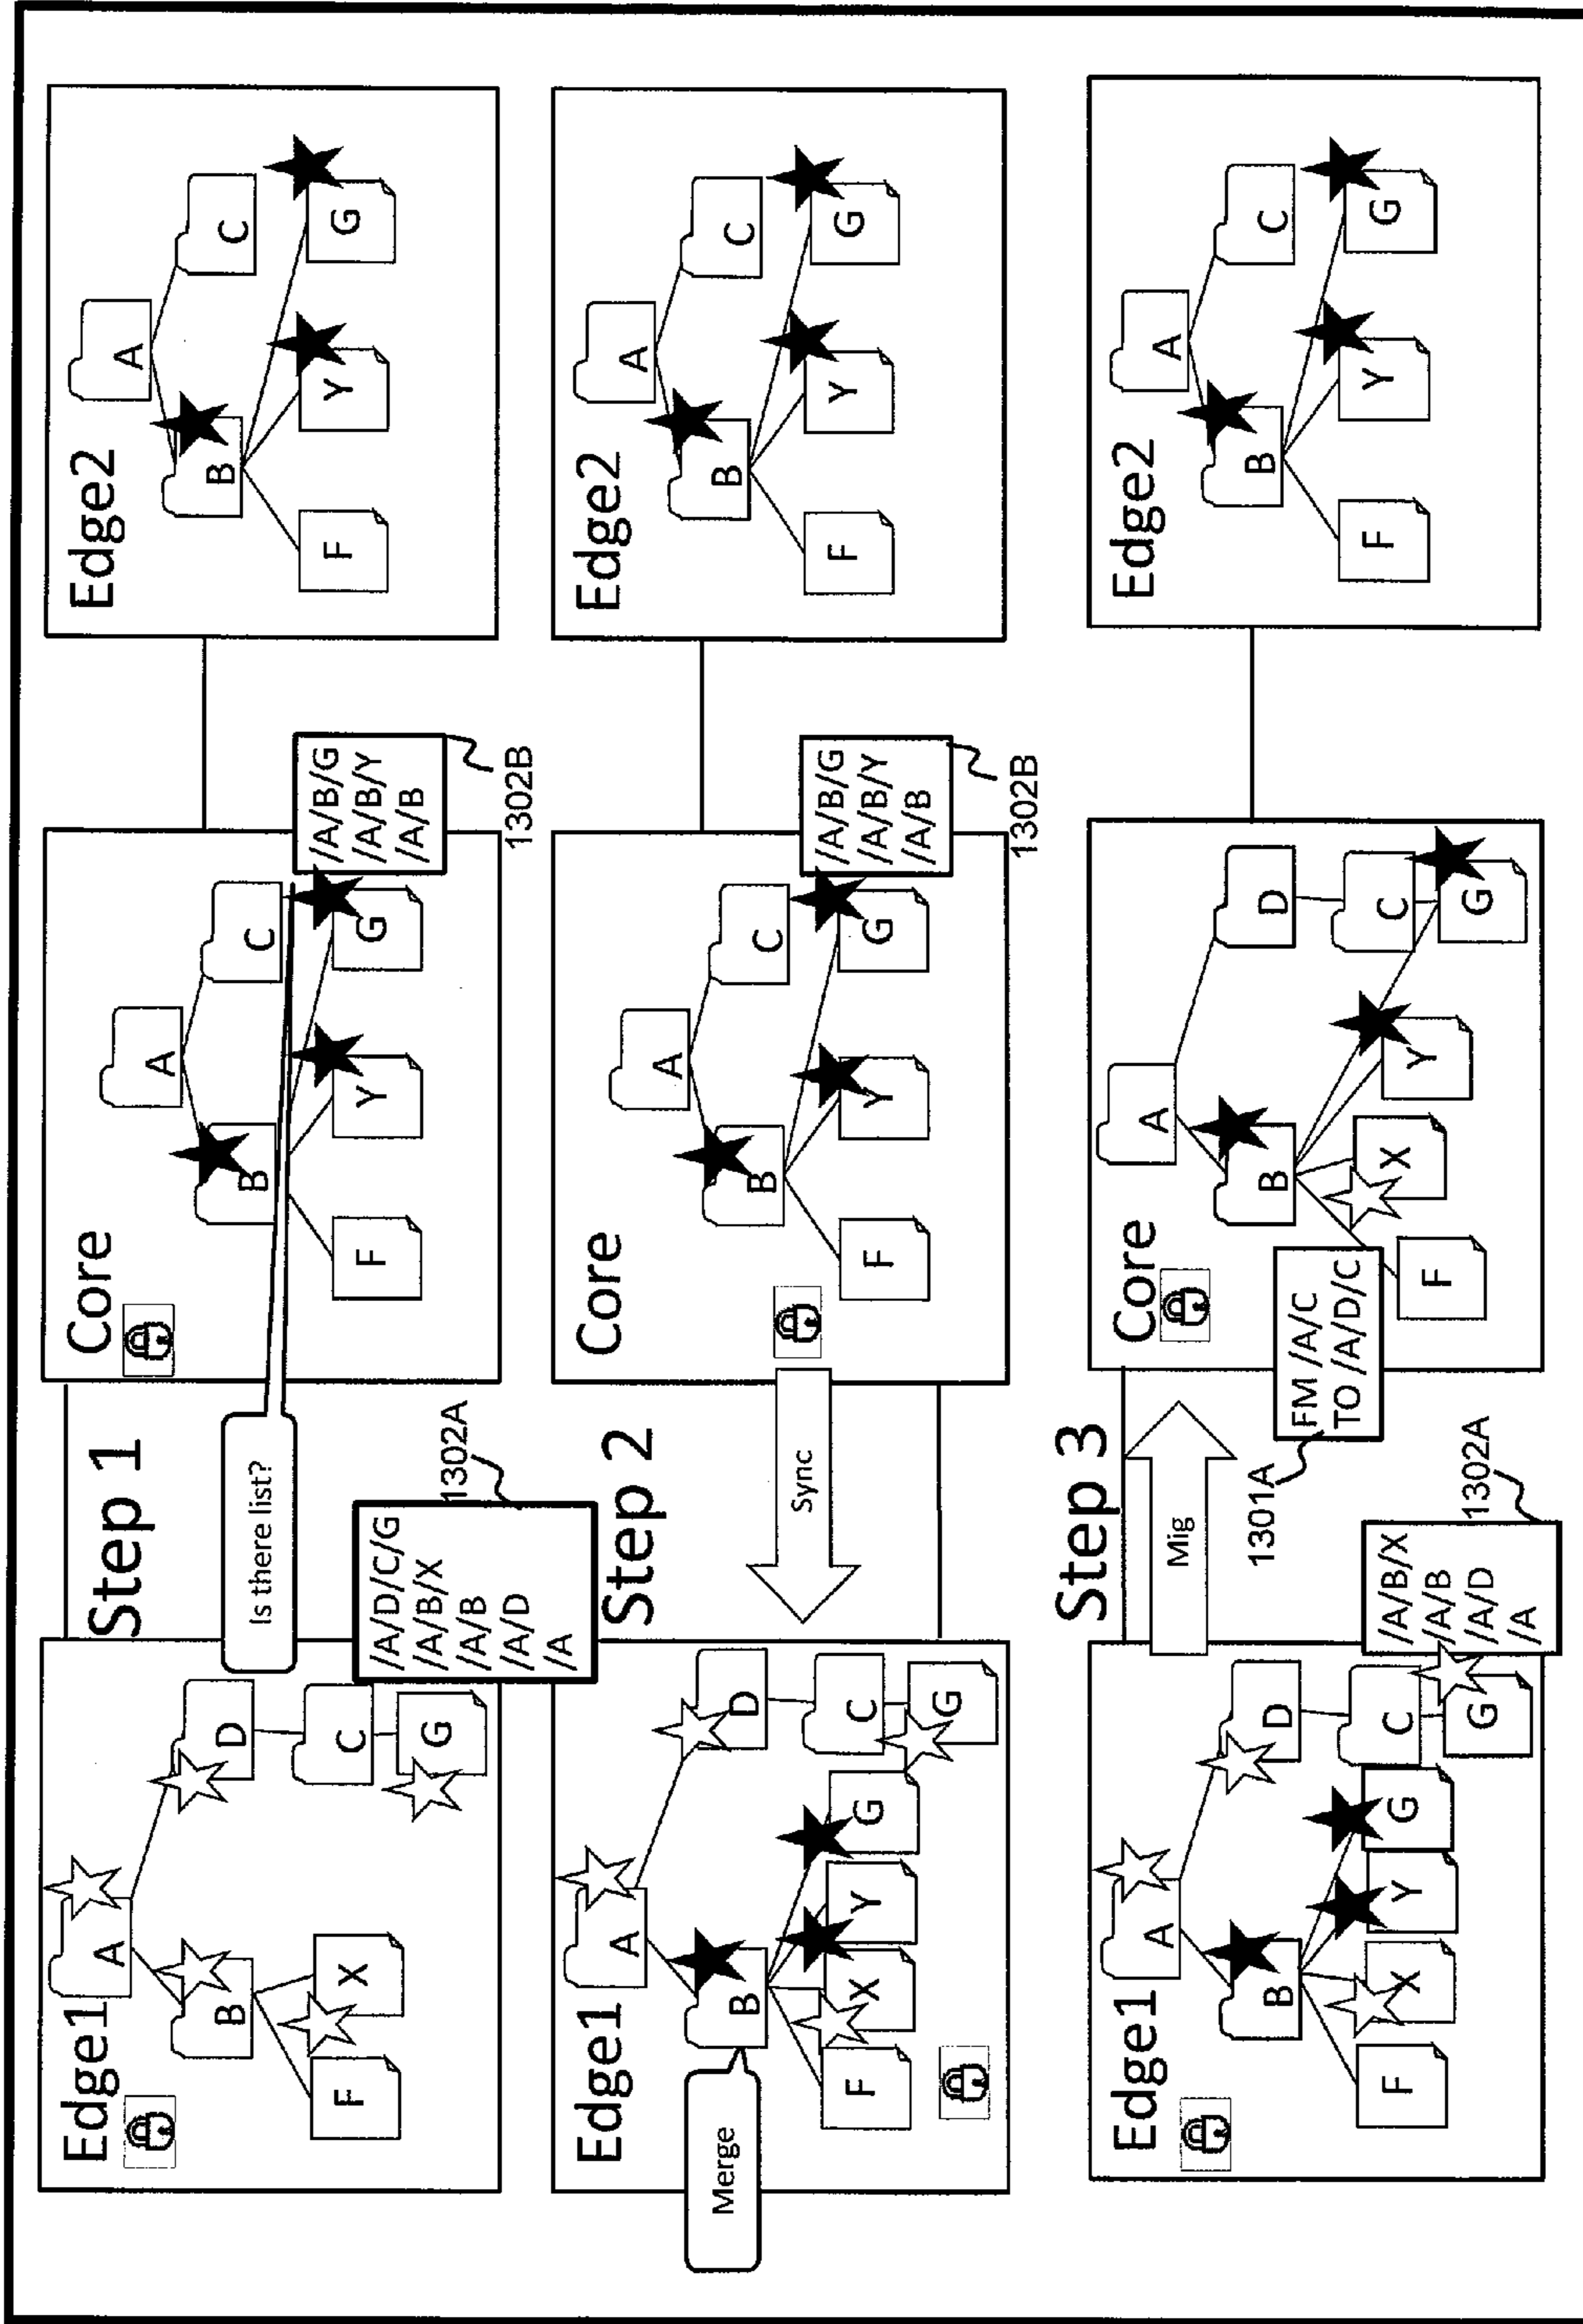 Step 1
Edge1
A
B
D
F
X
C
G
Is there list?
/A/D/C/G
/A/B/X
/A/B
/A/D
/A
1302A
Core
A
B
C
F
Y
G
/A/B/G
/A/B/Y
/A/B
1302B
Edge2
A
B
C
F
Y
G
Step 2
Edge1
A
B
D
Merge
F
X
Y
G
C
G
Sync
Core
A
B
C
F
Y
G
/A/B/G
/A/B/Y
/A/B
1302B
Edge2
A
B
C
F
Y
G
Step 3
Edge1
A
B
D
F
X
Y
G
C
G
Mig
/A/B/X
/A/B
/A/D
/A
1302A
1301A
FM /A/C
TO /A/D/C
Core
A
B
D
F
X
Y
C
G
Edge2
A
B
C
F
Y
G